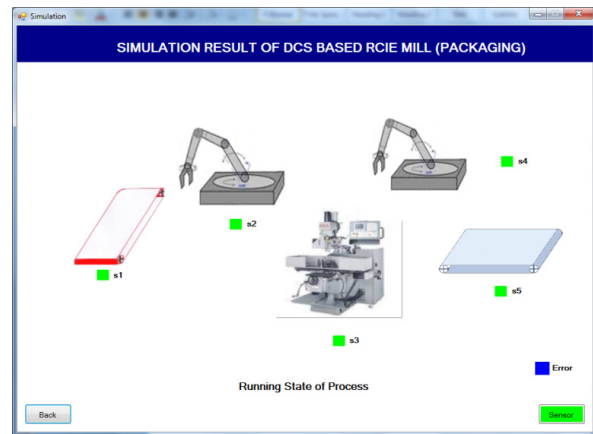 Simulation
SIMULATION RESULT OF DCS BASED RCIE MILL (PACKAGING)
s4
s2
s1
s5
s3
Error
Running State of Process
Back
Sensor